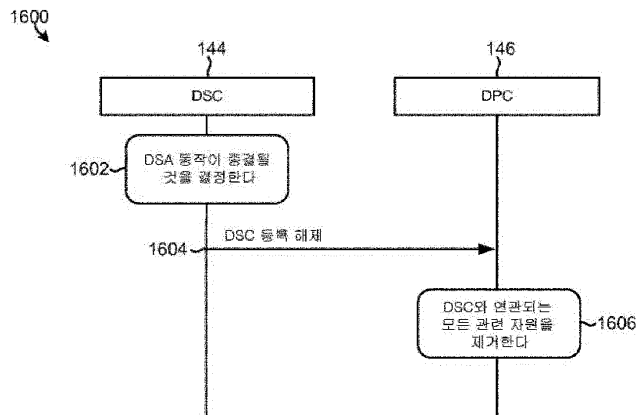 1600
144
146
DSC
DPC
1602
DSA 동작이 종결될
것을 결정한다
1604
DSC 등록 해제
DSC와 연관되는
모든 관련 자원을
제거한다
1606